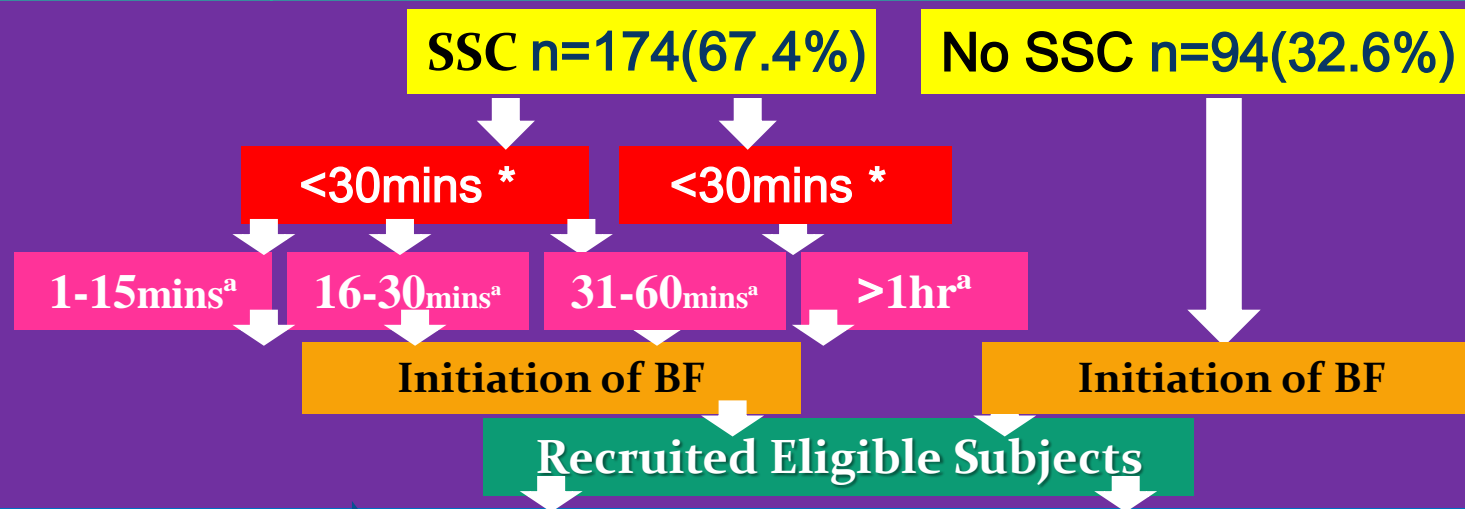 SSC n=174(67.4%)
No SSC n=94(32.6%)
<30mins *
<30mins *
1-15minsᵃ
16-30minsᵃ
31-60minsᵃ
>1hrᵃ
Initiation of BF
Initiation of BF
Recruited Eligible Subjects